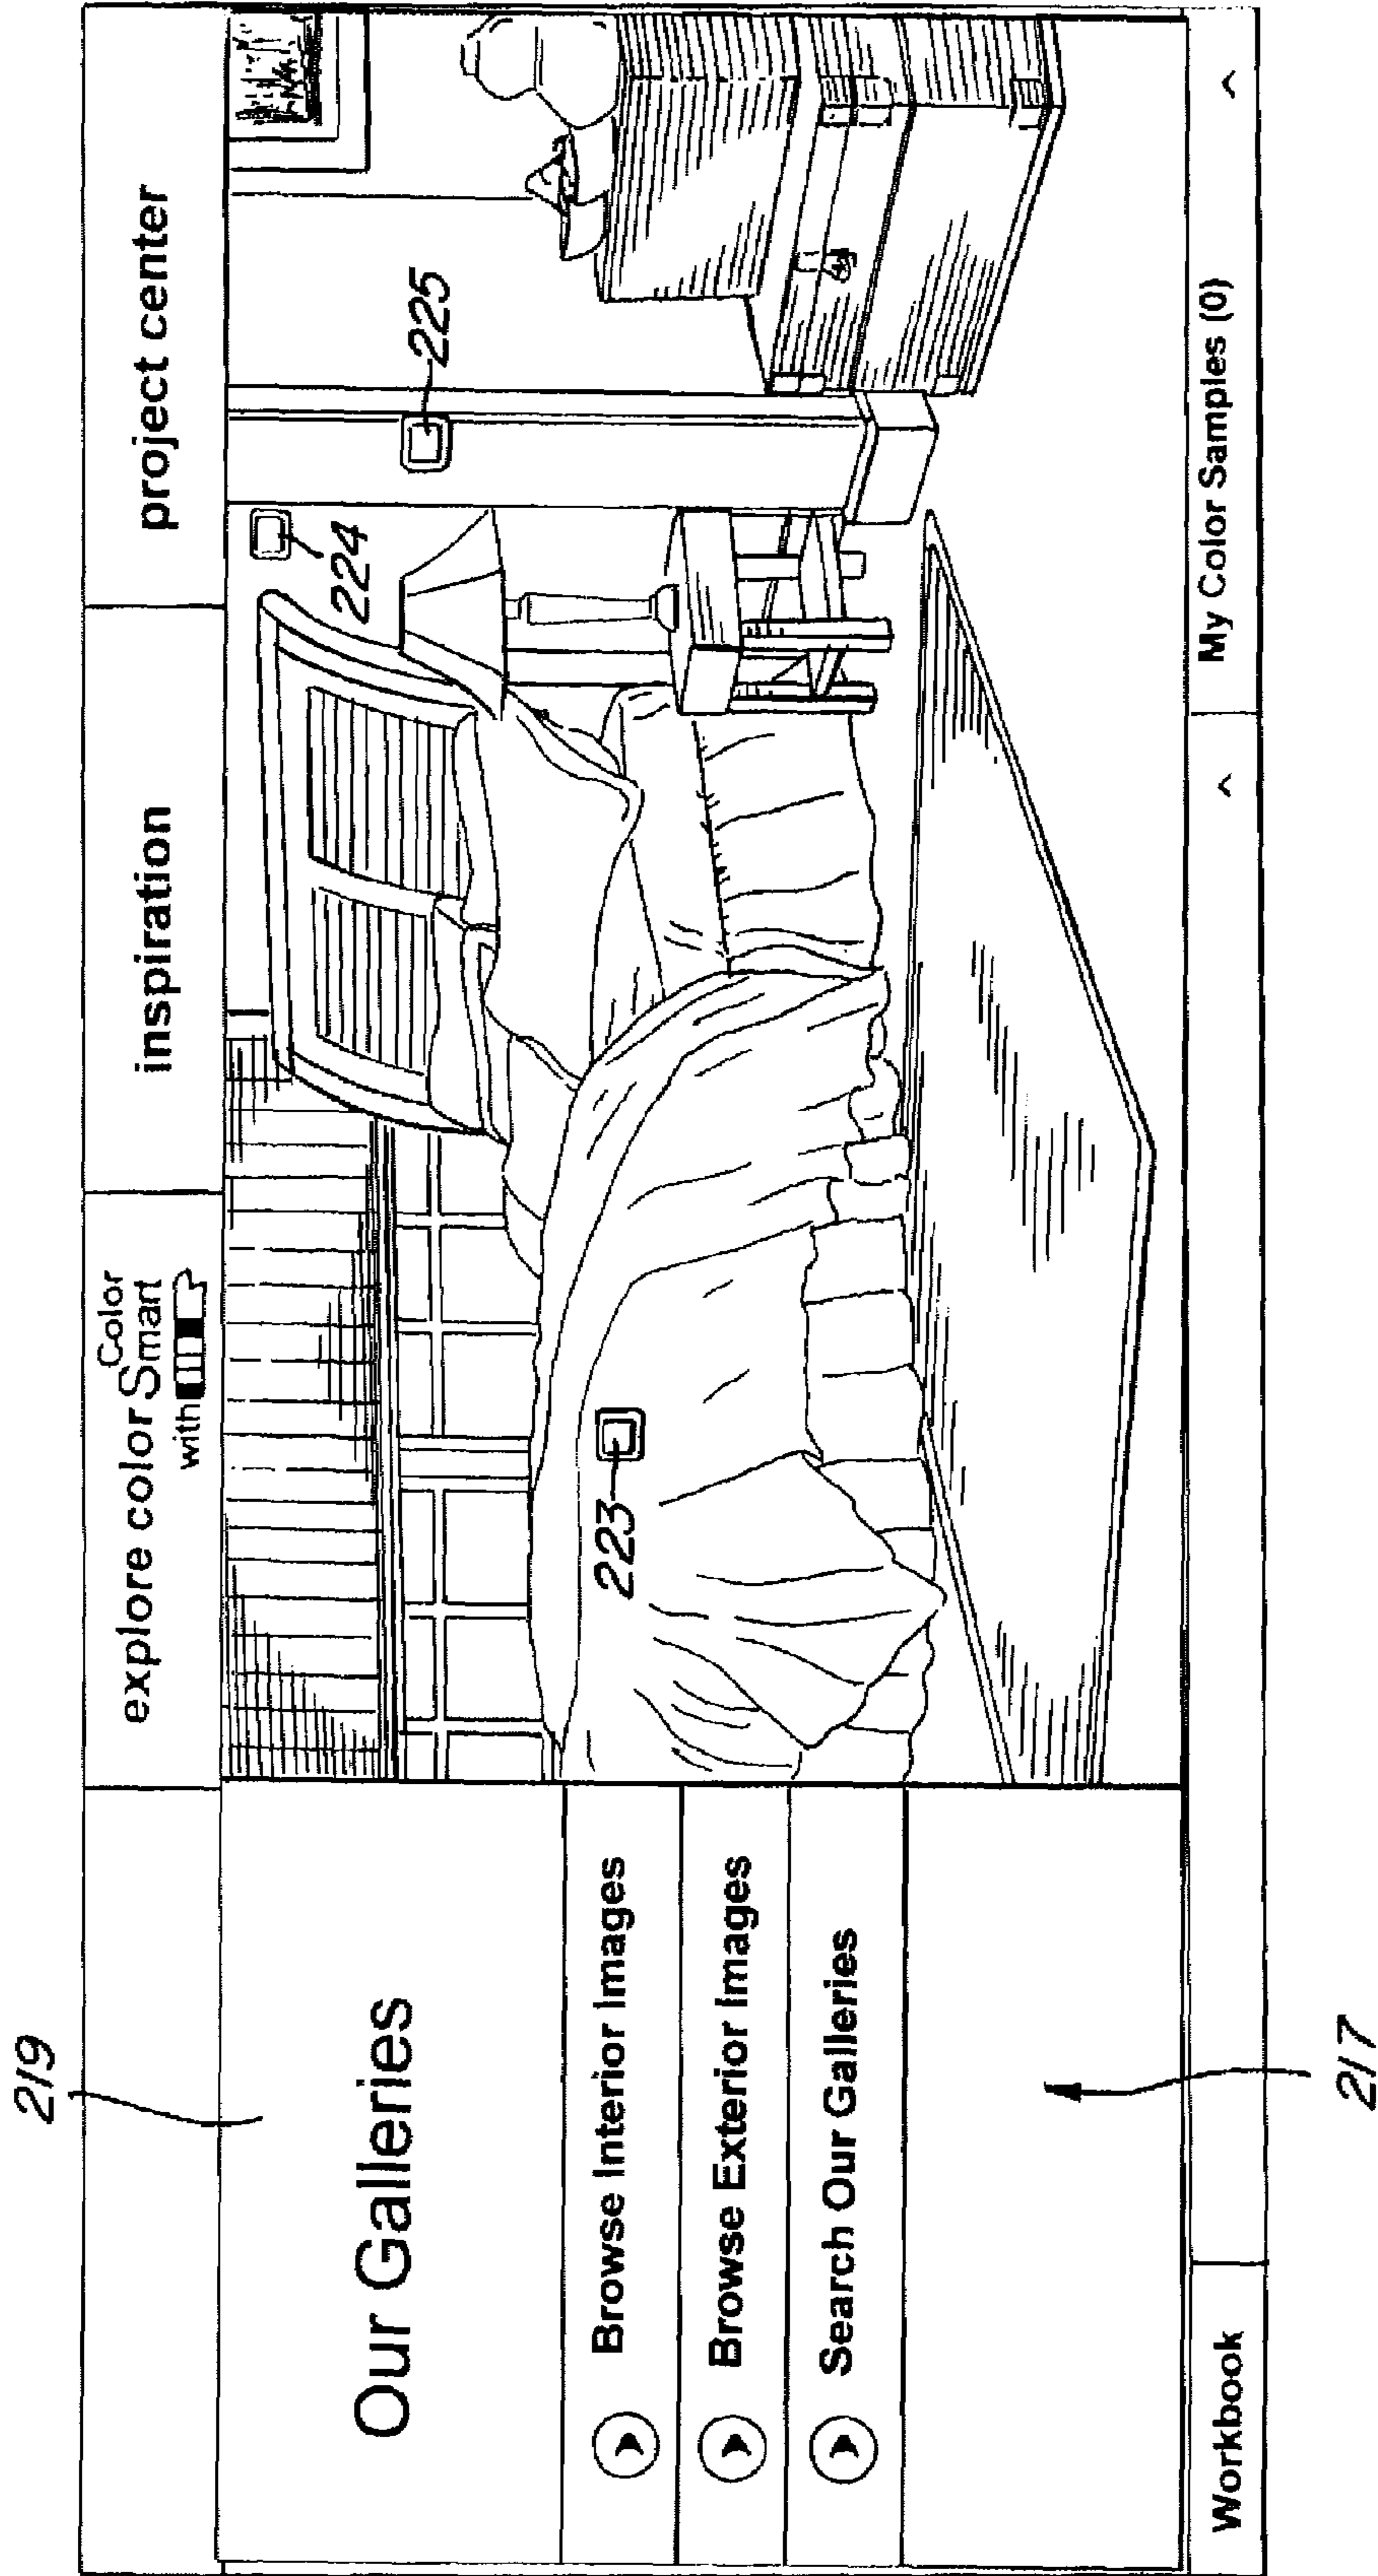 219
explore color Color Smart
with
inspiration
project center
Our Galleries
Browse Interior Images
Browse Exterior Images
Search Our Galleries
223
224
225
Workbook
My Color Samples (0)
217